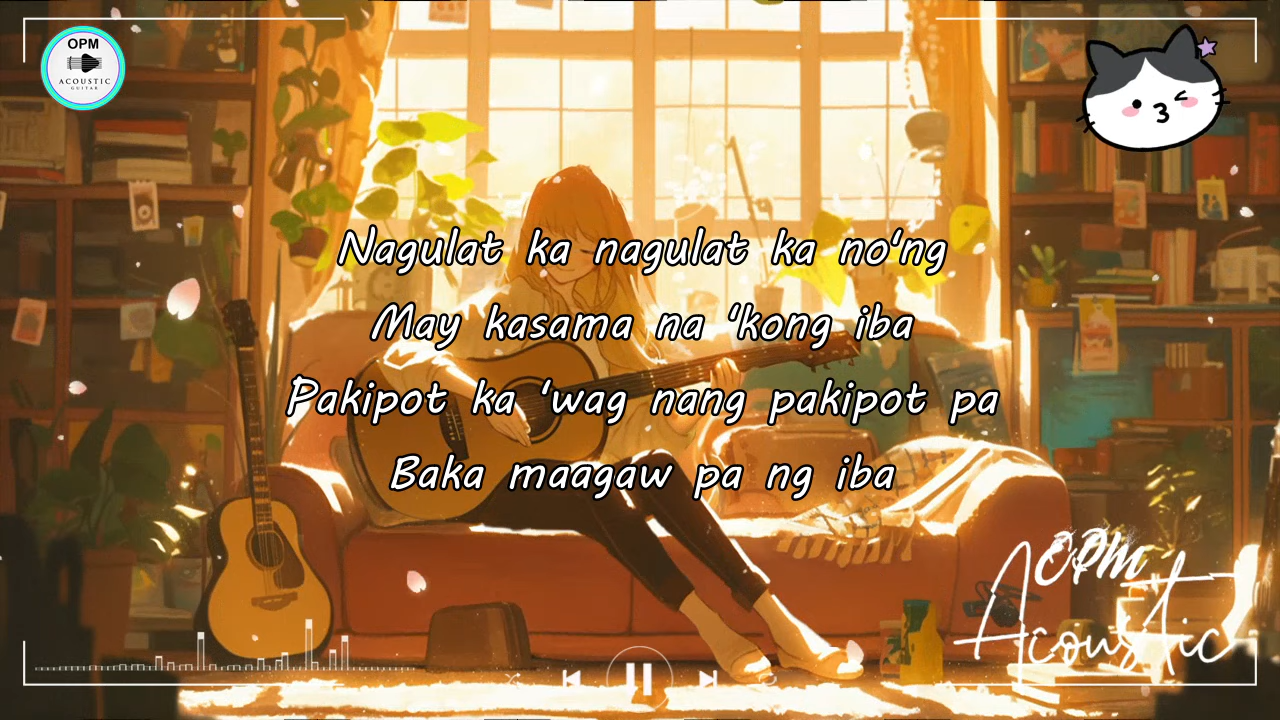 OPM
ACOUSTIC
GUITAR
Nagulat ka nagulat ka no'ng
May kasama na 'kong iba
Pakipot ka 'wag nang pakipot pa
Baka maagaw pa ng iba
OPM
Acoustic